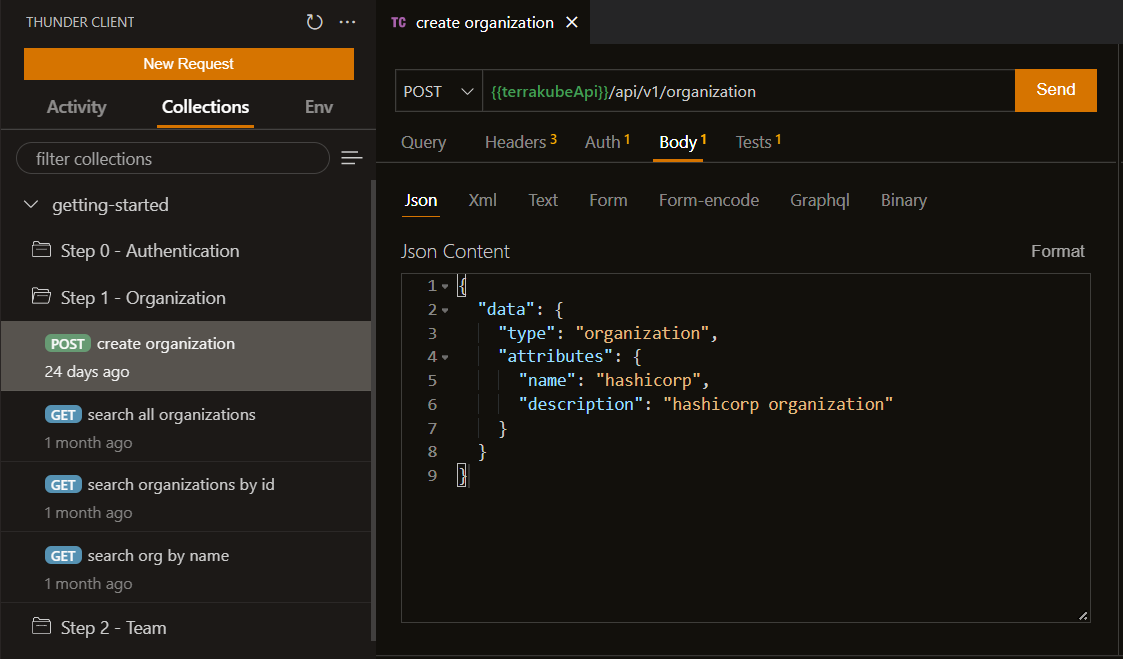 THUNDER CLIENT
New Request
Activity Collections Env
filter collections
getting-started
Step 0 - Authentication
Step 1 - Organization
POST create organization
24 days ago
GET search all organizations
1 month ago
GET search organizations by id
1 month ago
GET search org by name
1 month ago
Step 2 - Team
TC create organization
POST {{terrakubeApi}}/api/v1/organization Send
Query Headers 3 Auth 1 Body 1 Tests 1
Json Xml Text Form Form-encode Graphql Binary
Json Content Format
1 {
2 "data": {
3 "type": "organization",
4 "attributes": {
5 "name": "hashicorp",
6 "description": "hashicorp organization"
7 }
8 }
9 }